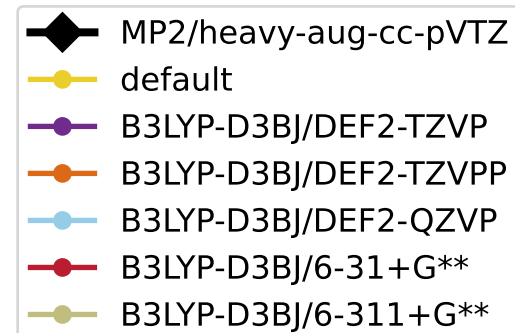 MP2/heavy-aug-cc-pVTZ
default
B3LYP-D3BJ/DEF2-TZVP
B3LYP-D3BJ/DEF2-TZVPP
B3LYP-D3BJ/DEF2-QZVP
B3LYP-D3BJ/6-31+G**
B3LYP-D3BJ/6-311+G**